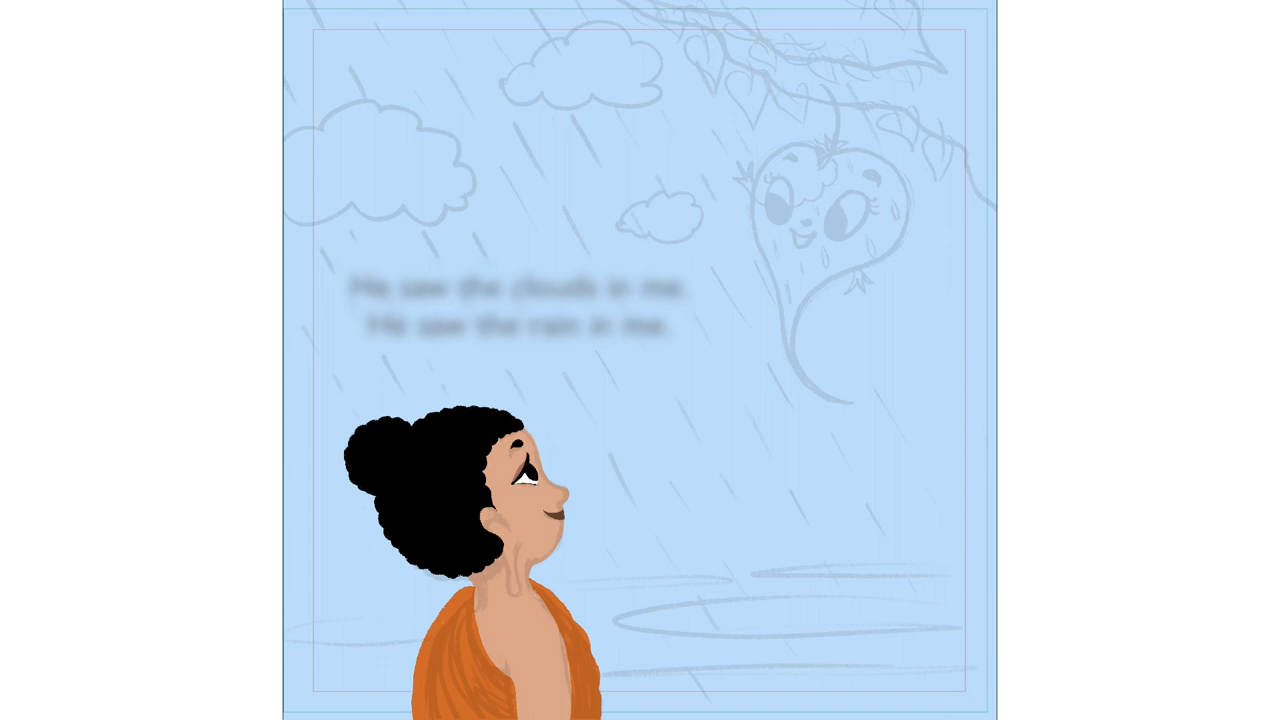 He saw the clouds in me.
He saw the rain in me.